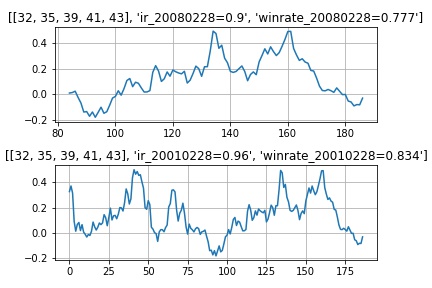 [[32, 35, 39, 41, 43], 'ir_20080228=0.9', 'winrate_20080228=0.777']
0.4
0.2
0.0
−0.2
80 100 120 140 160 180
[[32, 35, 39, 41, 43], 'ir_20010228=0.96', 'winrate_20010228=0.834']
0.4
0.2
0.0
−0.2
0 25 50 75 100 125 150 175